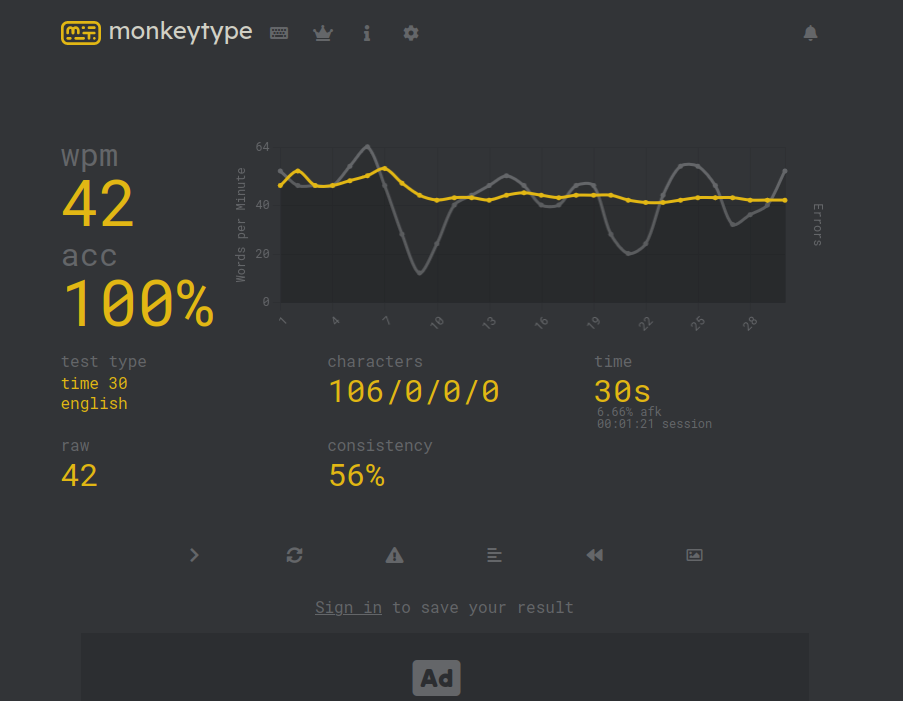 monkeytype
wpm
42
acc
100%
64
40
20
0
Words per Minute
Errors
1 4 7 10 13 16 19 22 25 28
test type
time 30
english
characters
106/0/0/0
time
30s
6.66% afk
00:01:21 session
raw
42
consistency
56%
Sign in to save your result
Ad